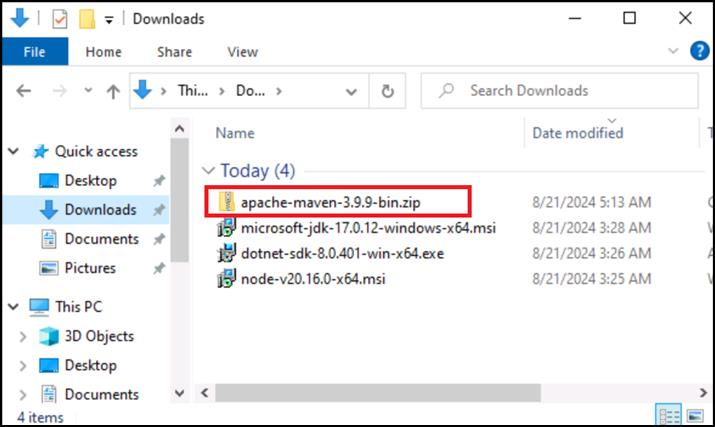 Downloads
File Home Share View
Thi... Do... Search Downloads
Name Date modified
Quick access
Desktop
Downloads
Documents
Pictures
This PC
3D Objects
Desktop
Documents
Today (4)
apache-maven-3.9.9-bin.zip 8/21/2024 5:13 AM
microsoft-jdk-17.0.12-windows-x64.msi 8/21/2024 3:28 AM
dotnet-sdk-8.0.401-win-x64.exe 8/21/2024 3:26 AM
node-v20.16.0-x64.msi 8/21/2024 3:25 AM
4 items